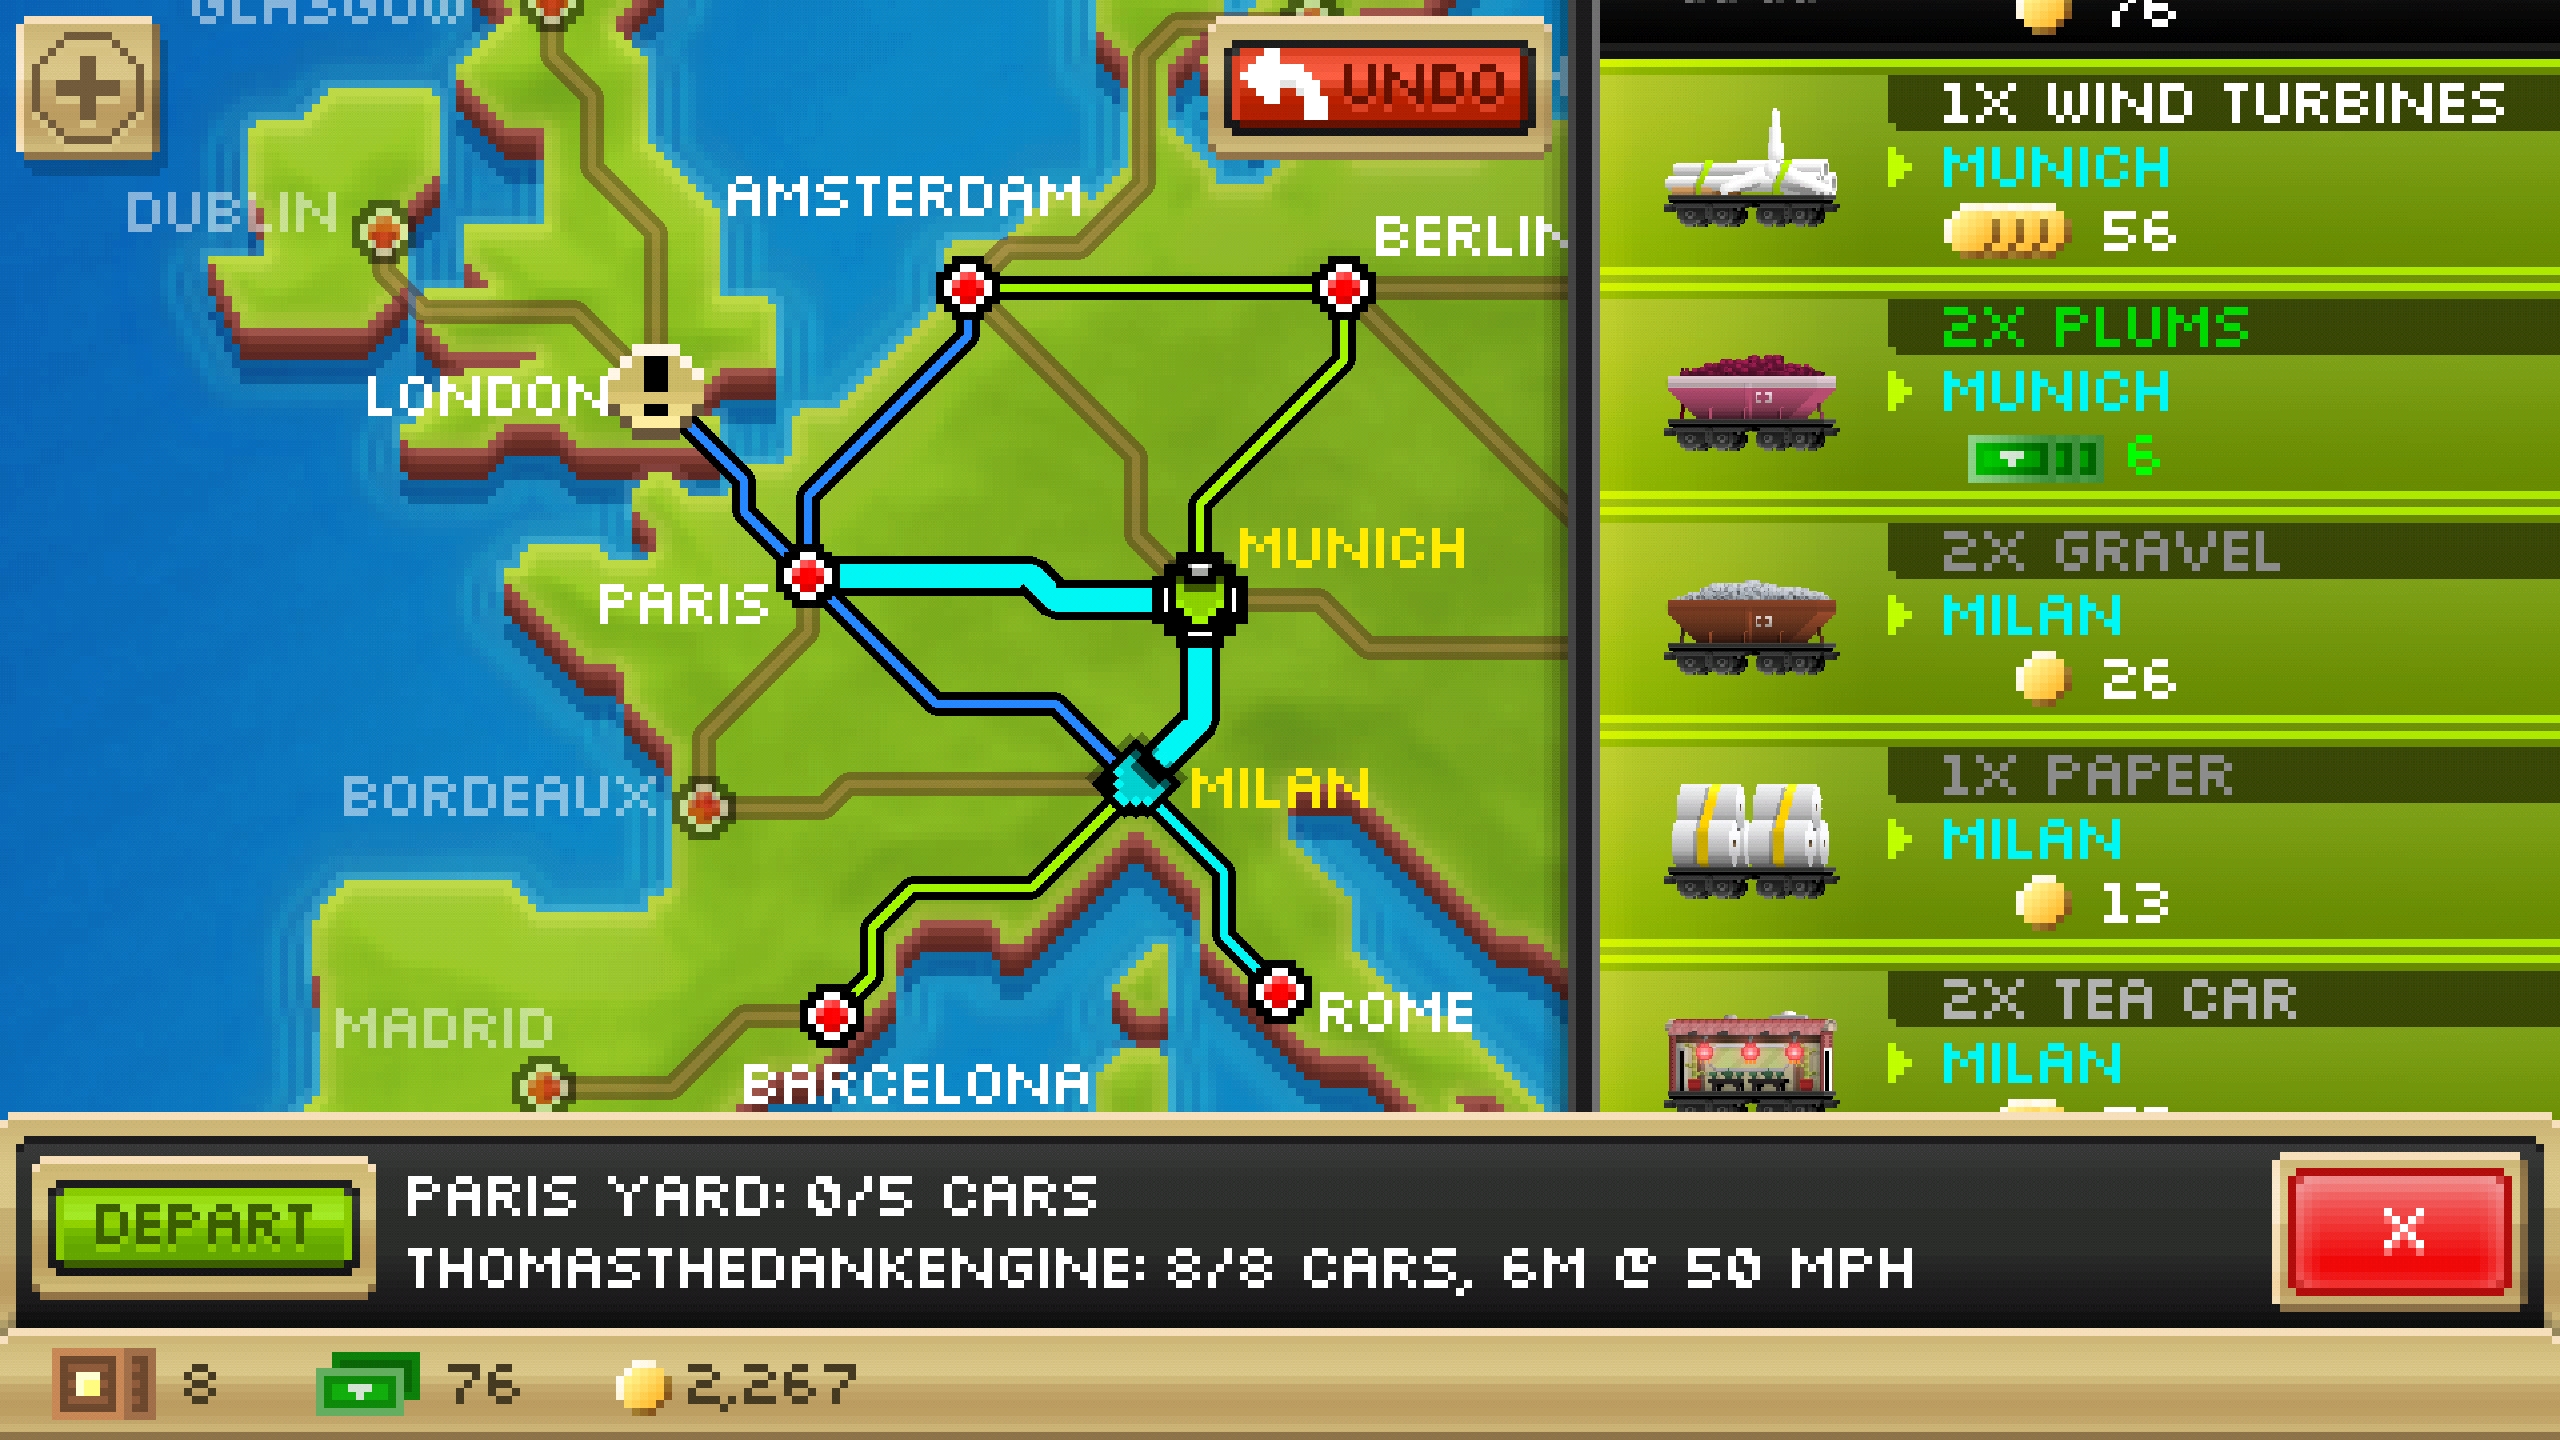 GLASGOW
UNDO
DUBLIN
AMSTERDAM
BERLIN
LONDON
MUNICH
PARIS
BORDEAUX
MILAN
MADRID
ROME
BARCELONA
76
1X WIND TURBINES
MUNICH
56
2X PLUMS
MUNICH
6
2X GRAVEL
MILAN
26
1X PAPER
MILAN
13
2X TEA CAR
MILAN
DEPART
PARIS YARD: 0/5 CARS
THOMASTHEDANKENGINE: 8/8 CARS, 6M @ 50 MPH
X
8
76
2,267